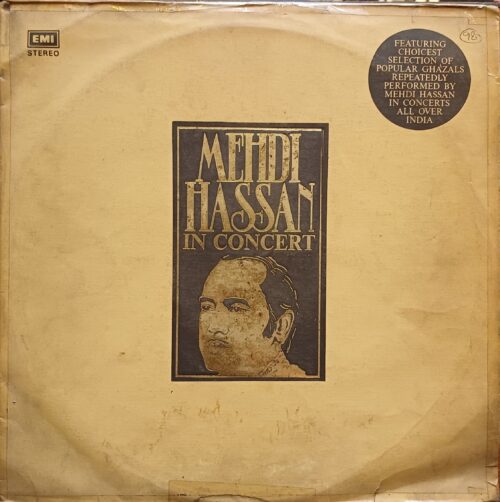 EMI
STEREO
98
FEATURING
CHOICEST
SELECTION OF
POPULAR GHAZALS
REPEATEDLY
PERFORMED BY
MEHDI HASSAN
IN CONCERTS
ALL OVER
INDIA
MEHDI
HASSAN
IN CONCERT